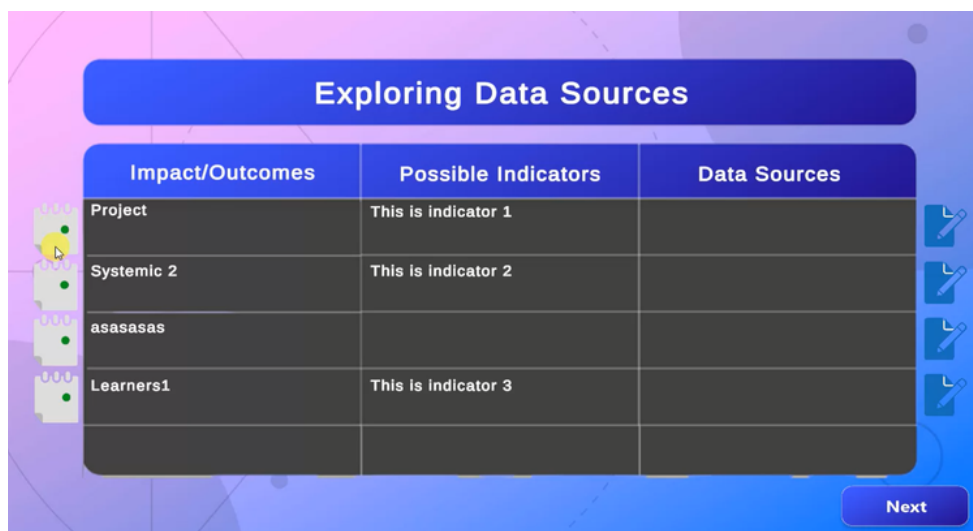 Exploring Data Sources
Impact/Outcomes Possible Indicators Data Sources
Project This is indicator 1
Systemic 2 This is indicator 2
asasasas
Learners1 This is indicator 3
Next